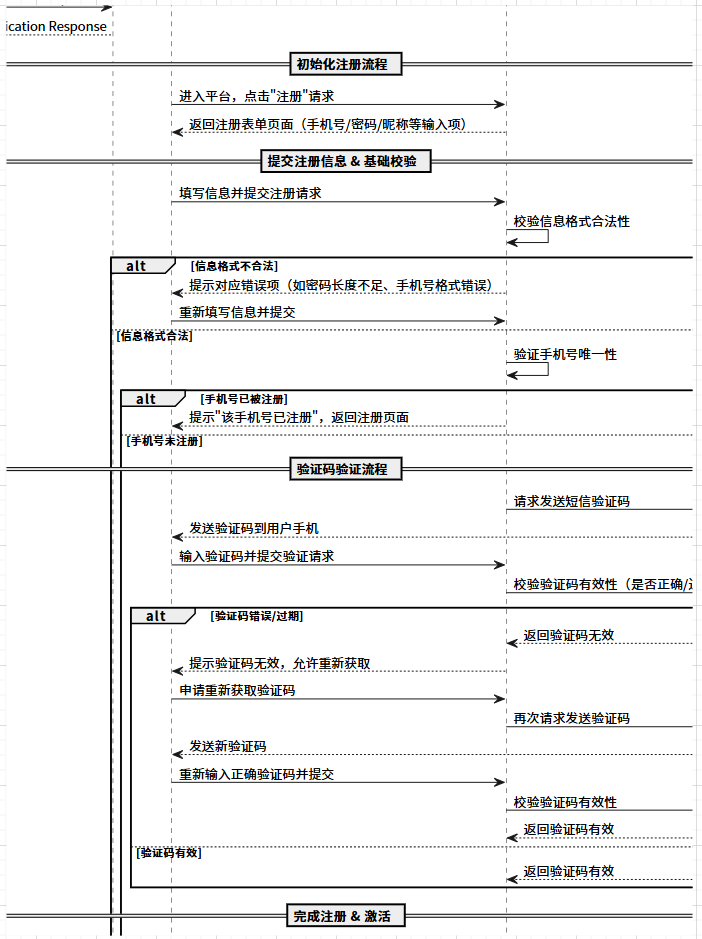 ication Response
初始化注册流程
进入平台，点击"注册"请求
返回注册表单页面（手机号/密码/昵称等输入项）
提交注册信息 & 基础校验
填写信息并提交注册请求
校验信息格式合法性
alt [信息格式不合法]
提示对应错误项（如密码长度不足、手机号格式错误）
重新填写信息并提交
[信息格式合法]
验证手机号唯一性
alt [手机号已被注册]
提示"该手机号已注册"，返回注册页面
[手机号未注册]
验证码验证流程
请求发送短信验证码
发送验证码到用户手机
输入验证码并提交验证请求
校验验证码有效性（是否正确/
alt [验证码错误/过期]
返回验证码无效
提示验证码无效，允许重新获取
申请重新获取验证码
再次请求发送验证码
发送新验证码
重新输入正确验证码并提交
校验验证码有效性
返回验证码有效
[验证码有效]
返回验证码有效
完成注册 & 激活